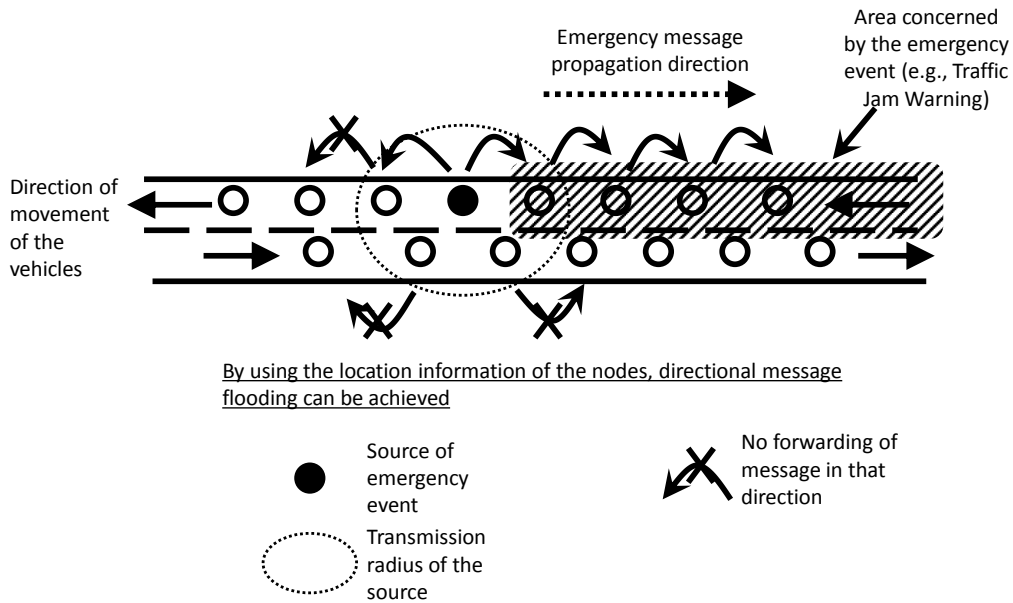 Emergency message
propagation direction
Area concerned
by the emergency
event (e.g., Traffic
Jam Warning)
Direction of
movement
of the
vehicles
By using the location information of the nodes, directional message
flooding can be achieved
Source of
emergency
event
No forwarding of
message in that
direction
Transmission
radius of the
source